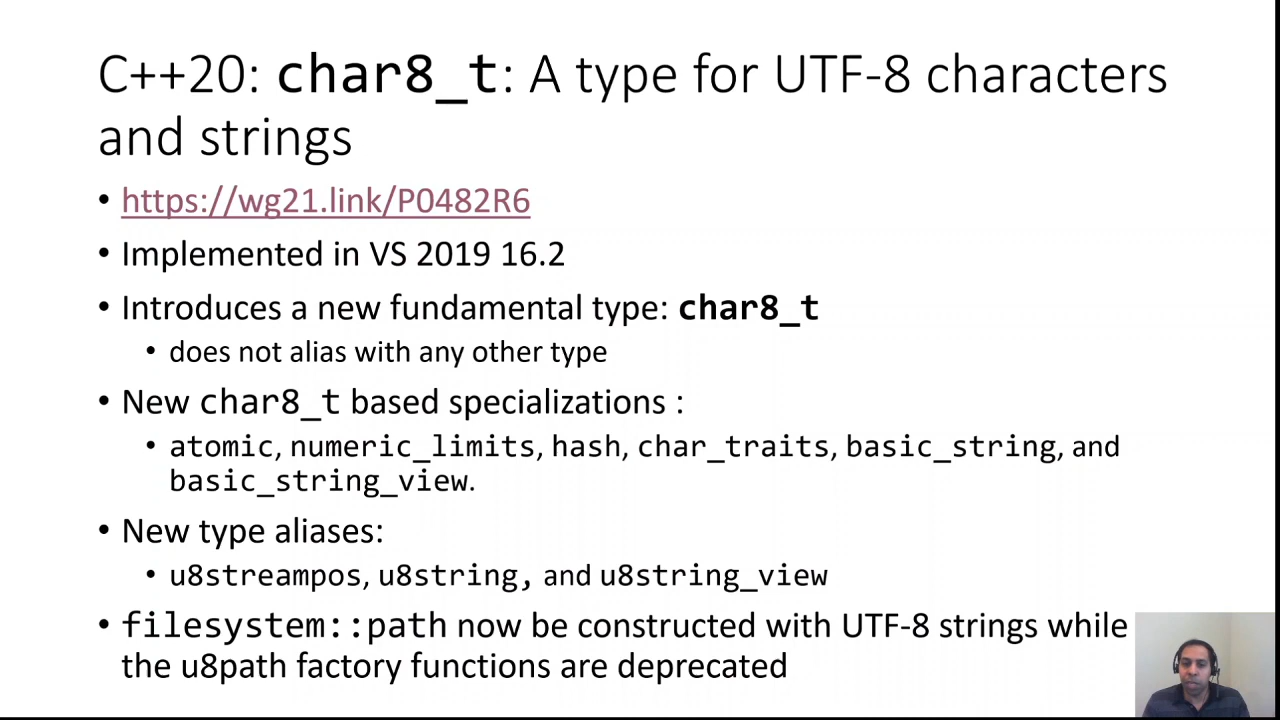 C++20: char8_t: A type for UTF-8 characters
and strings
• https://wg21.link/P0482R6
• Implemented in VS 2019 16.2
• Introduces a new fundamental type: char8_t
• does not alias with any other type
• New char8_t based specializations :
• atomic, numeric_limits, hash, char_traits, basic_string, and
basic_string_view.
• New type aliases:
• u8streampos, u8string, and u8string_view
• filesystem::path now be constructed with UTF-8 strings while
the u8path factory functions are deprecated